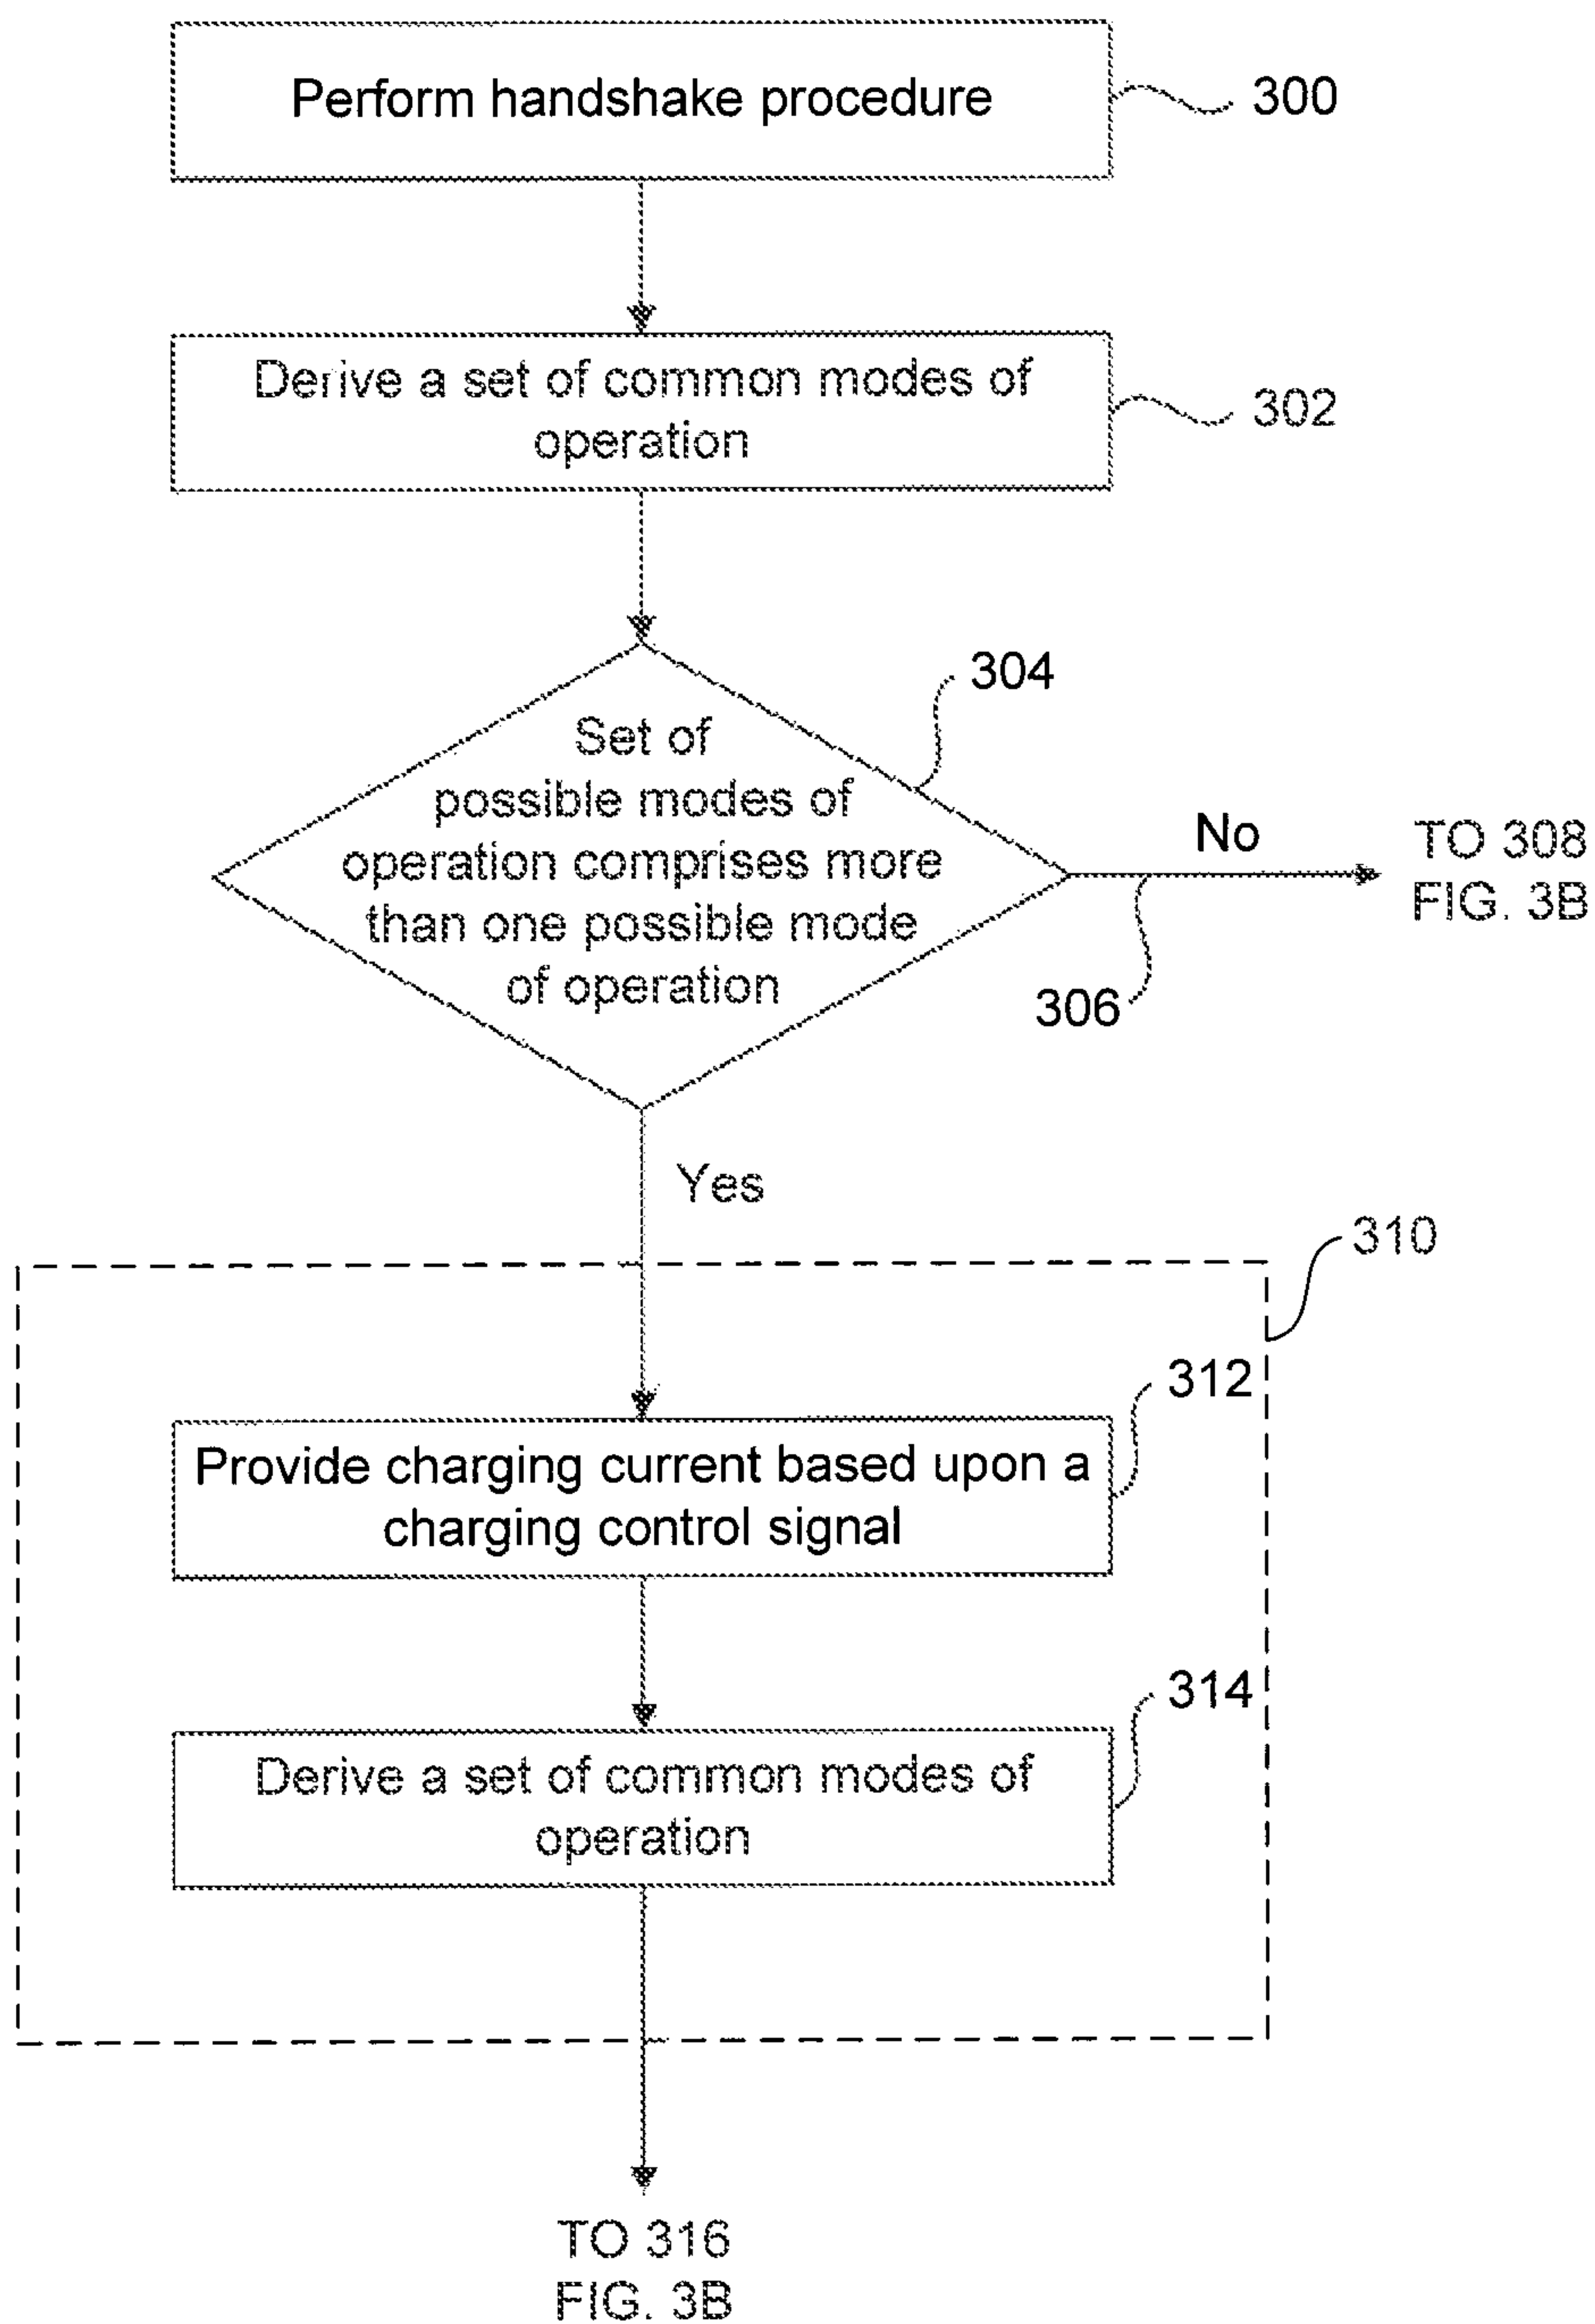 Perform handshake procedure
300
Derive a set of common modes of
operation
302
304
Set of
possible modes of
operation comprises more
than one possible mode
of operation
No
TO 308
FIG. 3B
306
Yes
310
312
Provide charging current based upon a
charging control signal
314
Derive a set of common modes of
operation
TO 316
FIG. 3B